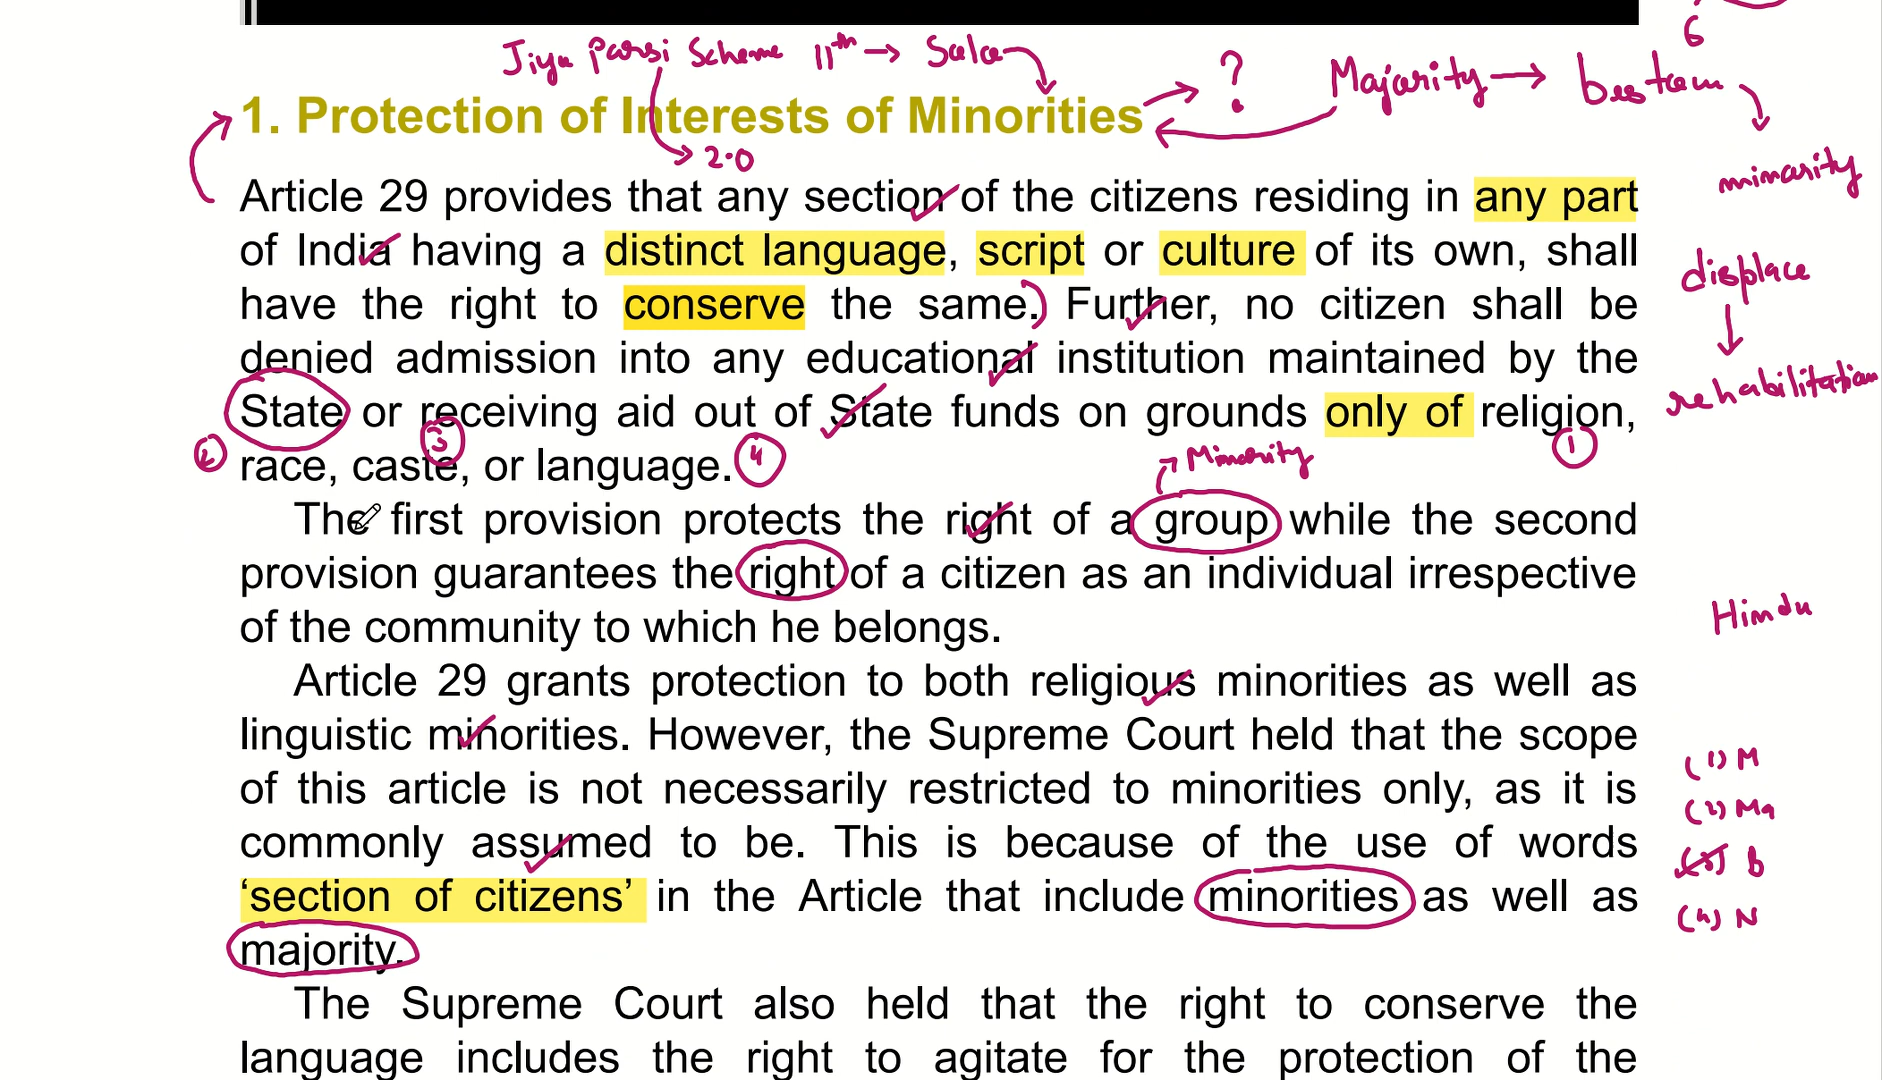 6
Jiyo Parsi Scheme 11th → 
? Majority → 
1. Protection of Interests of Minorities
2.0
minority
Article 29 provides that any section of the citizens residing in any part
of India having a distinct language, script or culture of its own, shall
displace
have the right to conserve the same. Further, no citizen shall be
denied admission into any educational institution maintained by the
rehabilitation
State or receiving aid out of State funds on grounds only of religion,
2 3 4 1
race, caste, or language.
→ Minority
The first provision protects the right of a group while the second
provision guarantees the right of a citizen as an individual irrespective
Hindu
of the community to which he belongs.
Article 29 grants protection to both religious minorities as well as
linguistic minorities. However, the Supreme Court held that the scope
(1) M
of this article is not necessarily restricted to minorities only, as it is
(2) Ma
commonly assumed to be. This is because of the use of words
(3) B
‘section of citizens’ in the Article that include minorities as well as
(4) N
majority.
The Supreme Court also held that the right to conserve the
language includes the right to agitate for the protection of the